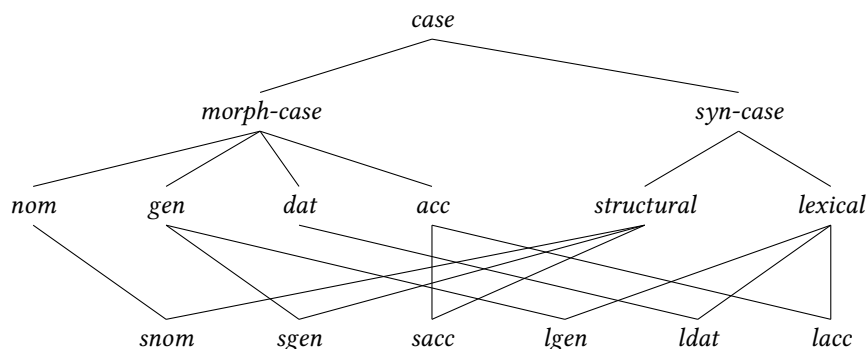 case
morph-case syn-case
nom gen dat acc structural lexical
snom sgen sacc lgen ldat lacc